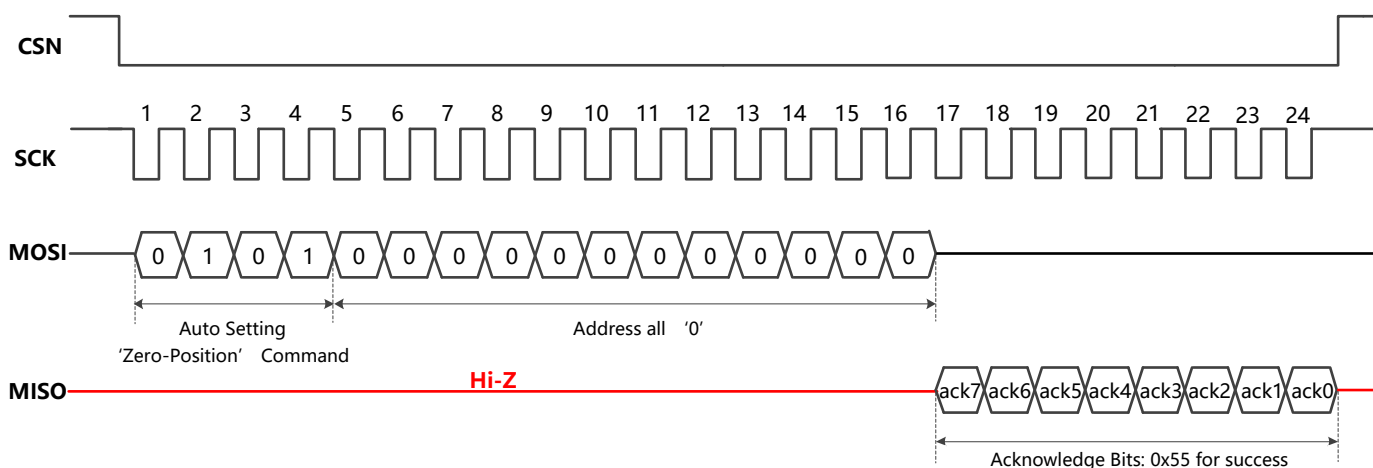 CSN
1 2 3 4 5 6 7 8 9 10 11 12 13 14 15 16 17 18 19 20 21 22 23 24
SCK
MOSI 0 1 0 1 0 0 0 0 0 0 0 0 0 0 0 0
Auto Setting Address all '0'
'Zero-Position' Command
Hi-Z
MISO ack7 ack6 ack5 ack4 ack3 ack2 ack1 ack0
Acknowledge Bits: 0x55 for success